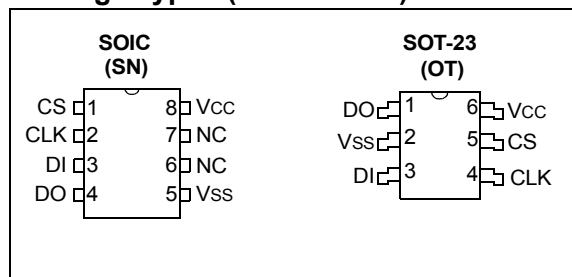 SOIC
(SN)
CS 1 8 VCC
CLK 2 7 NC
DI 3 6 NC
DO 4 5 VSS
SOT-23
(OT)
DO 1 6 VCC
VSS 2 5 CS
DI 3 4 CLK